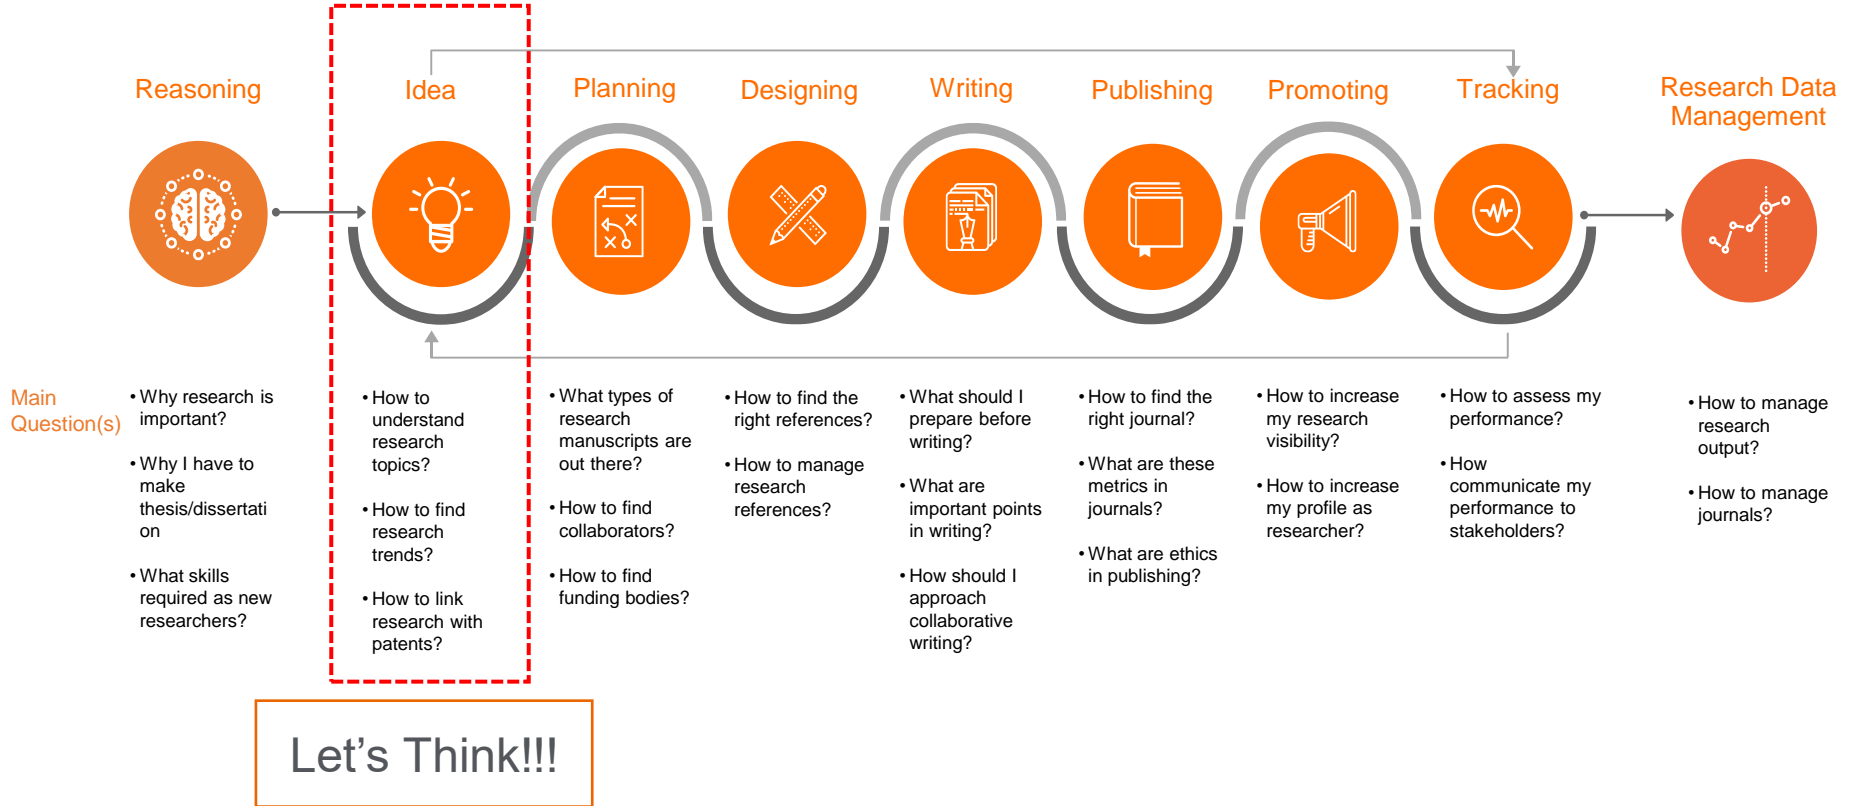 Reasoning
Idea
Planning
Designing
Writing
Publishing
Promoting
Tracking
Research Data
Management
Main
Question(s)
• Why research is
important?
• Why I have to
make
thesis/dissertati
on
• What skills
required as new
researchers?
• How to
understand
research
topics?
• How to find
research
trends?
• How to link
research with
patents?
• What types of
research
manuscripts are
out there?
• How to find
collaborators?
• How to find
funding bodies?
• How to find the
right references?
• How to manage
research
references?
• What should I
prepare before
writing?
• What are
important points
in writing?
• How should I
approach
collaborative
writing?
• How to find the
right journal?
• What are these
metrics in
journals?
• What are ethics
in publishing?
• How to increase
my research
visibility?
• How to increase
my profile as
researcher?
• How to assess my
performance?
• How
communicate my
performance to
stakeholders?
• How to manage
research
output?
• How to manage
journals?
Let’s Think!!!